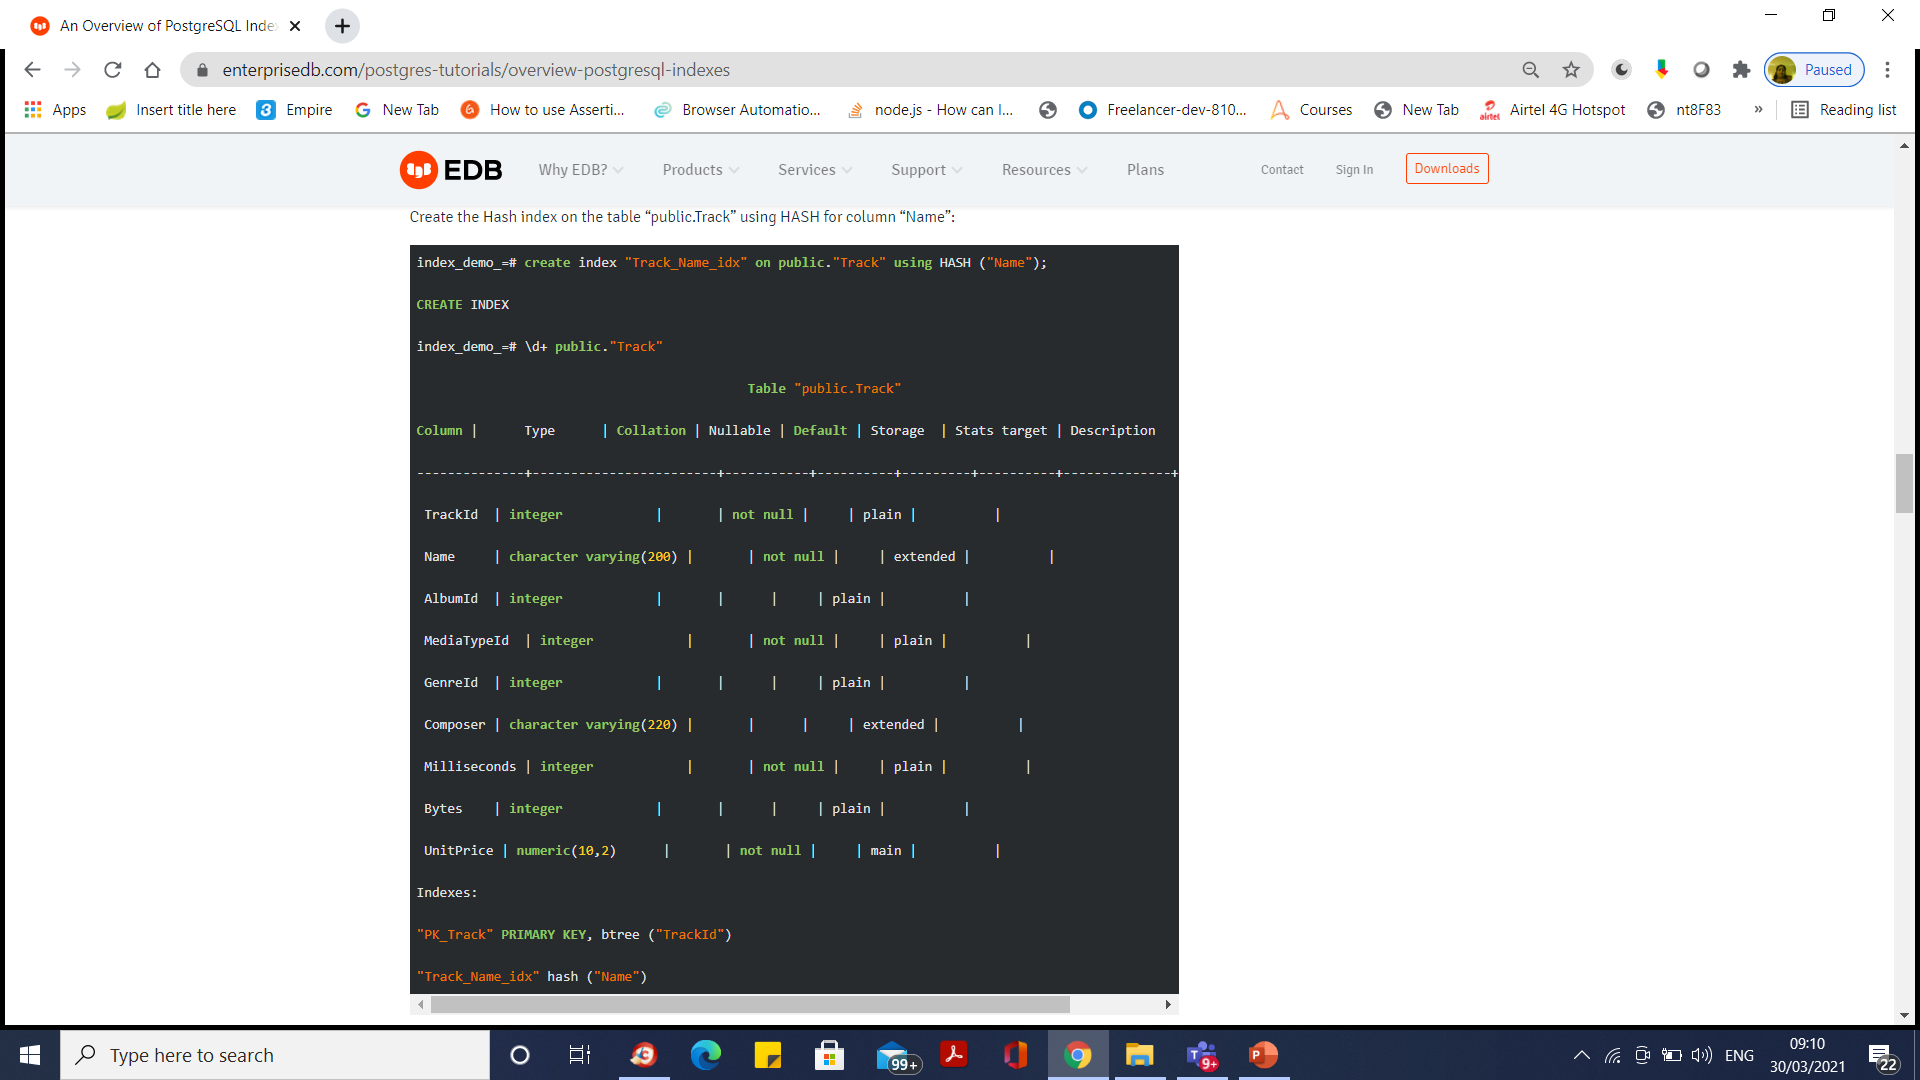 An Overview of PostgreSQL Inde
enterprisedb.com/postgres-tutorials/overview-postgresql-indexes
Paused
Apps
Insert title here
Empire
New Tab
How to use Asserti...
Browser Automatio...
node.js - How can I...
Freelancer-dev-810...
Courses
New Tab
airtel
Airtel 4G Hotspot
nt8F83
»
Reading list
EDB
Why EDB?
Products
Services
Support
Resources
Plans
Contact
Sign In
Downloads
Create the Hash index on the table “public.Track” using HASH for column “Name”:
index_demo_=# create index "Track_Name_idx" on public."Track" using HASH ("Name");
CREATE INDEX
index_demo_=# \d+ public."Track"
Table "public.Track"
Column | Type | Collation | Nullable | Default | Storage | Stats target | Description
--------------+------------------------+-----------+----------+---------+----------+--------------+
TrackId | integer | | not null | | plain | |
Name | character varying(200) | | not null | | extended | |
AlbumId | integer | | | | plain | |
MediaTypeId | integer | | not null | | plain | |
GenreId | integer | | | | plain | |
Composer | character varying(220) | | | | extended | |
Milliseconds | integer | | not null | | plain | |
Bytes | integer | | | | plain | |
UnitPrice | numeric(10,2) | | not null | | main | |
Indexes:
"PK_Track" PRIMARY KEY, btree ("TrackId")
"Track_Name_idx" hash ("Name")
Type here to search
99+
9+
ENG
09:10
30/03/2021
22